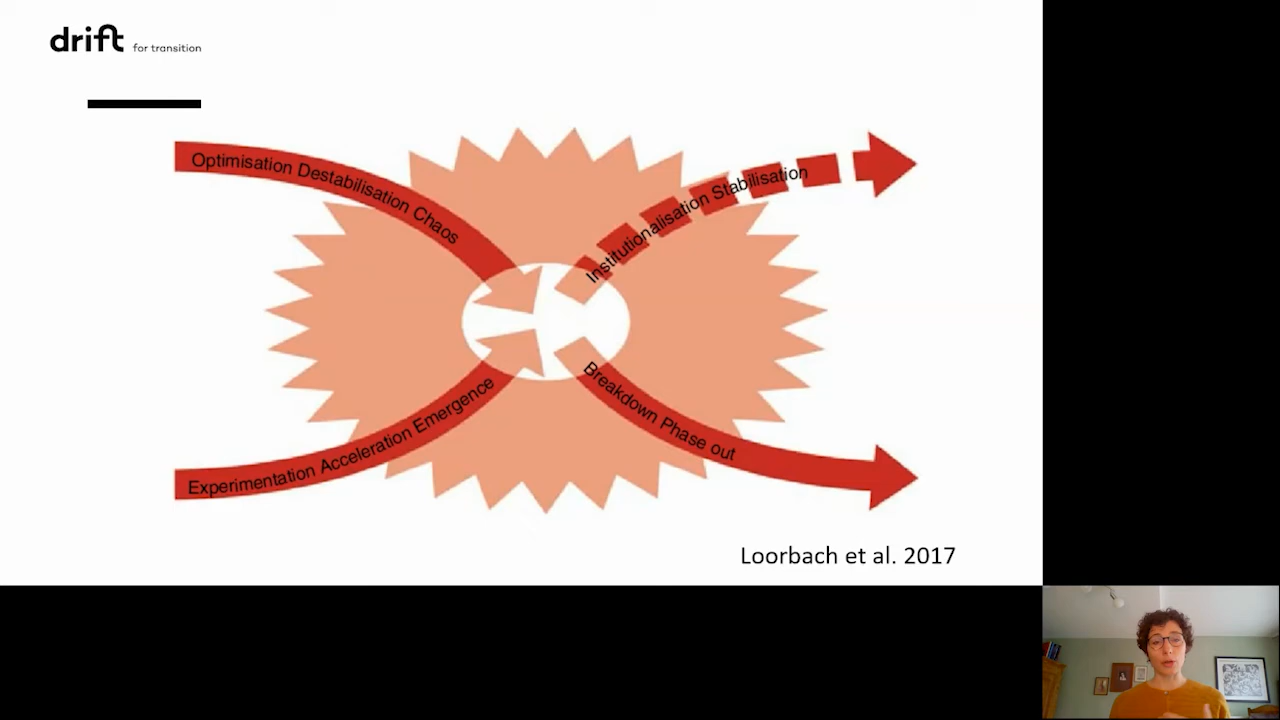 drift for transition
Optimisation Destabilisation Chaos
Institutionalisation Stabilisation
Experimentation Acceleration Emergence
Breakdown Phase out
Loorbach et al. 2017